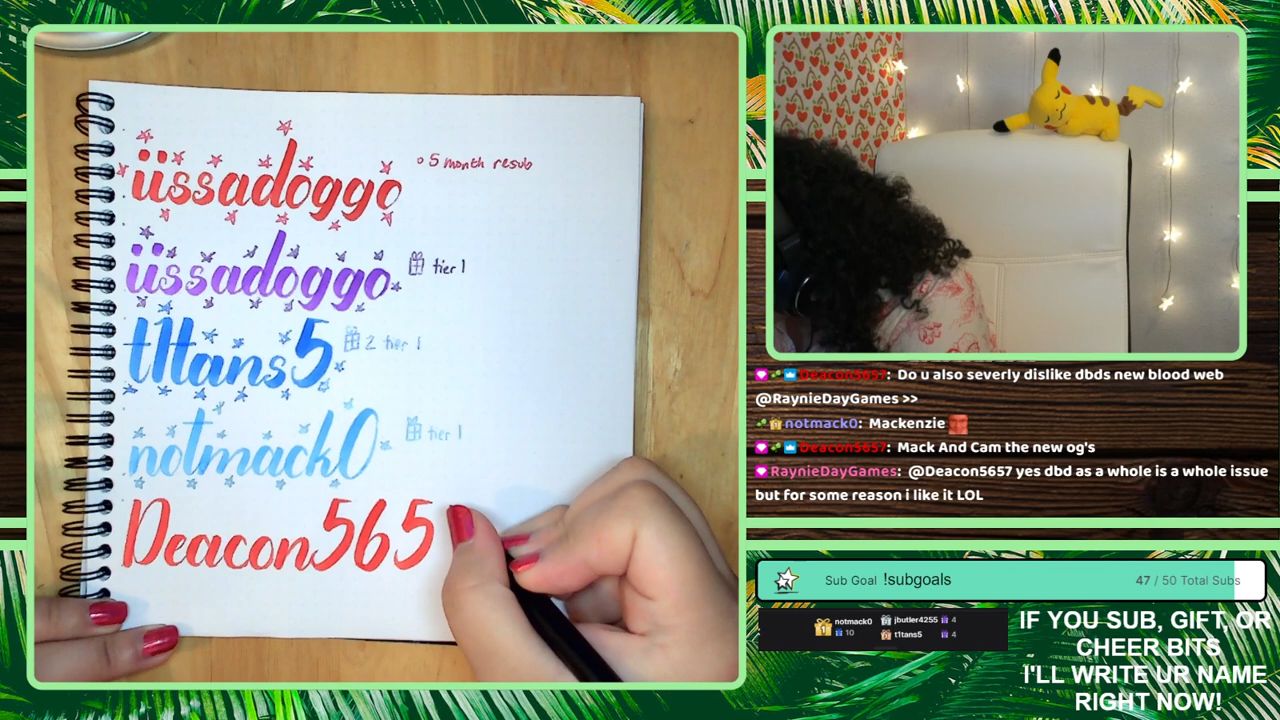 iissadoggo
5 month resub
iissadoggo
tier 1
t1tans5
2 tier 1
notmack0
tier 1
Deacon565
Deacon5657: Do u also severly dislike dbds new blood web
@RaynieDayGames >>
notmack0: Mackenzie
Deacon5657: Mack And Cam the new og's
RaynieDayGames: @Deacon5657 yes dbd as a whole is a whole issue
but for some reason i like it LOL
Sub Goal !subgoals 47 / 50 Total Subs
1 notmack0 10
2 jbutler4255 4
3 t1tans5 4
IF YOU SUB, GIFT, OR
CHEER BITS
I'LL WRITE UR NAME
RIGHT NOW!